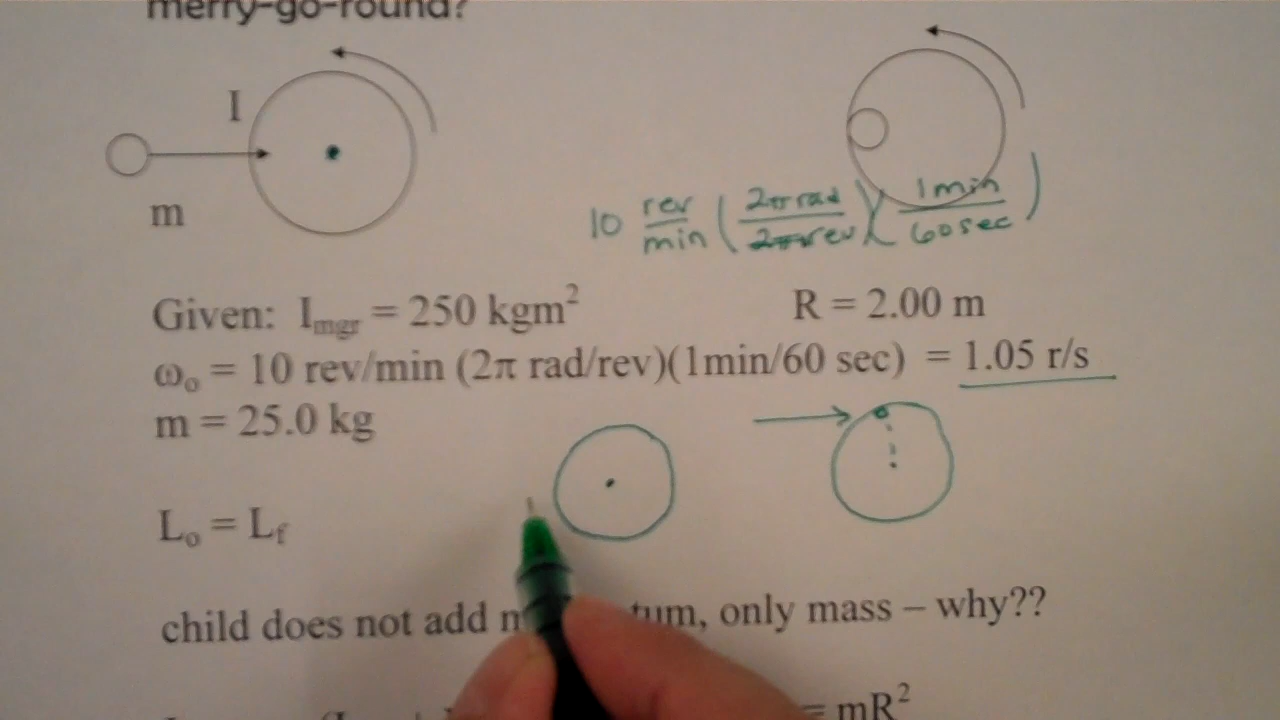 merry-go-round?
I
m
10 rev/min (2π rad/2π rev)(1 min/60 sec)
Given: Imgr = 250 kgm² R = 2.00 m
ωo = 10 rev/min (2π rad/rev)(1min/60 sec) = 1.05 r/s
m = 25.0 kg
Lo = Lf
child does not add tum, only mass – why??
= mR²